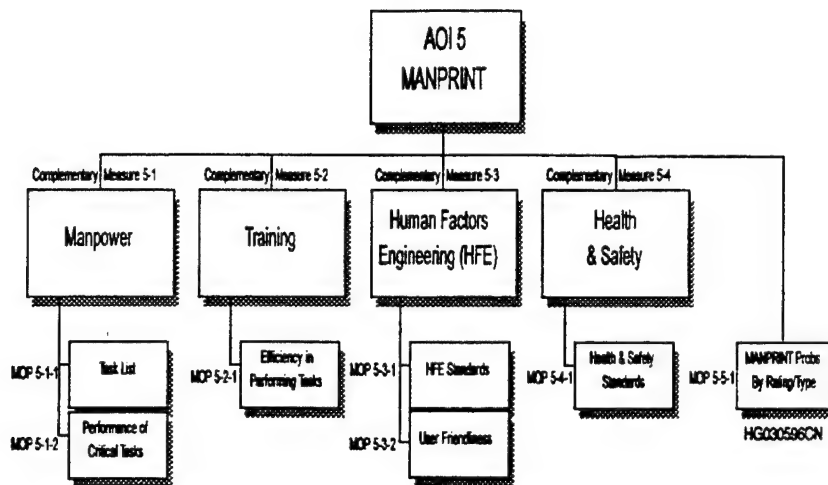 AOI 5
MANPRINT
Complementary Measure 5-1
Complementary Measure 5-2
Complementary Measure 5-3
Complementary Measure 5-4
Manpower
Training
Human Factors
Engineering (HFE)
Health
& Safety
MOP 5-1-1
Task List
MOP 5-1-2
Performance of
Critical Tasks
MOP 5-2-1
Efficiency in
Performing Tasks
MOP 5-3-1
HFE Standards
MOP 5-3-2
User Friendliness
MOP 5-4-1
Health & Safety
Standards
MOP 5-5-1
MANPRINT Probs
By Rating/Type
HG030596CN